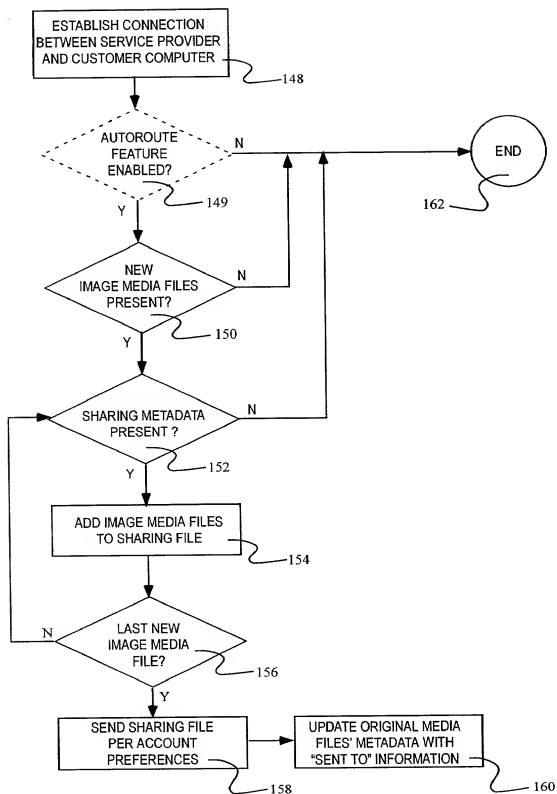 ESTABLISH CONNECTION
BETWEEN SERVICE PROVIDER
AND CUSTOMER COMPUTER
148
AUTOROUTE
FEATURE
ENABLED?
N
149
END
162
Y
NEW
IMAGE MEDIA FILES
PRESENT?
N
150
Y
SHARING METADATA
PRESENT ?
N
152
Y
ADD IMAGE MEDIA FILES
TO SHARING FILE
154
LAST NEW
IMAGE MEDIA
FILE?
N
156
Y
SEND SHARING FILE
PER ACCOUNT
PREFERENCES
158
UPDATE ORIGINAL MEDIA
FILES' METADATA WITH
"SENT TO" INFORMATION
160